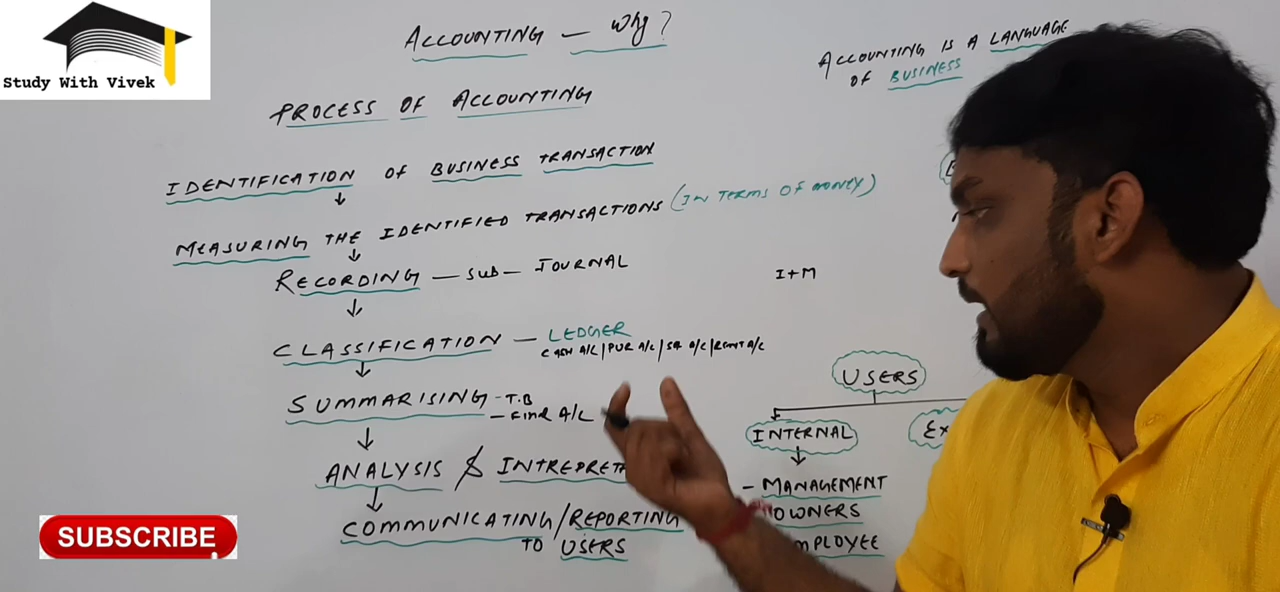 Study With Vivek
ACCOUNTING — Why?
ACCOUNTING IS A LANGUAGE
OF BUSINESS
PROCESS OF ACCOUNTING
IDENTIFICATION OF BUSINESS TRANSACTION
MEASURING THE IDENTIFIED TRANSACTIONS (IN TERMS OF MONEY)
RECORDING — SUB — JOURNAL
I+M
CLASSIFICATION — LEDGER
CASH A/C / PUR A/C / SA A/C / RENT A/C
SUMMARISING - T.B
- Final A/C
ANALYSIS & INTREPRETA
COMMUNICATING/REPORTING
TO USERS
USERS
INTERNAL
EX
- MANAGEMENT
OWNERS
MPLOYEE
SUBSCRIBE